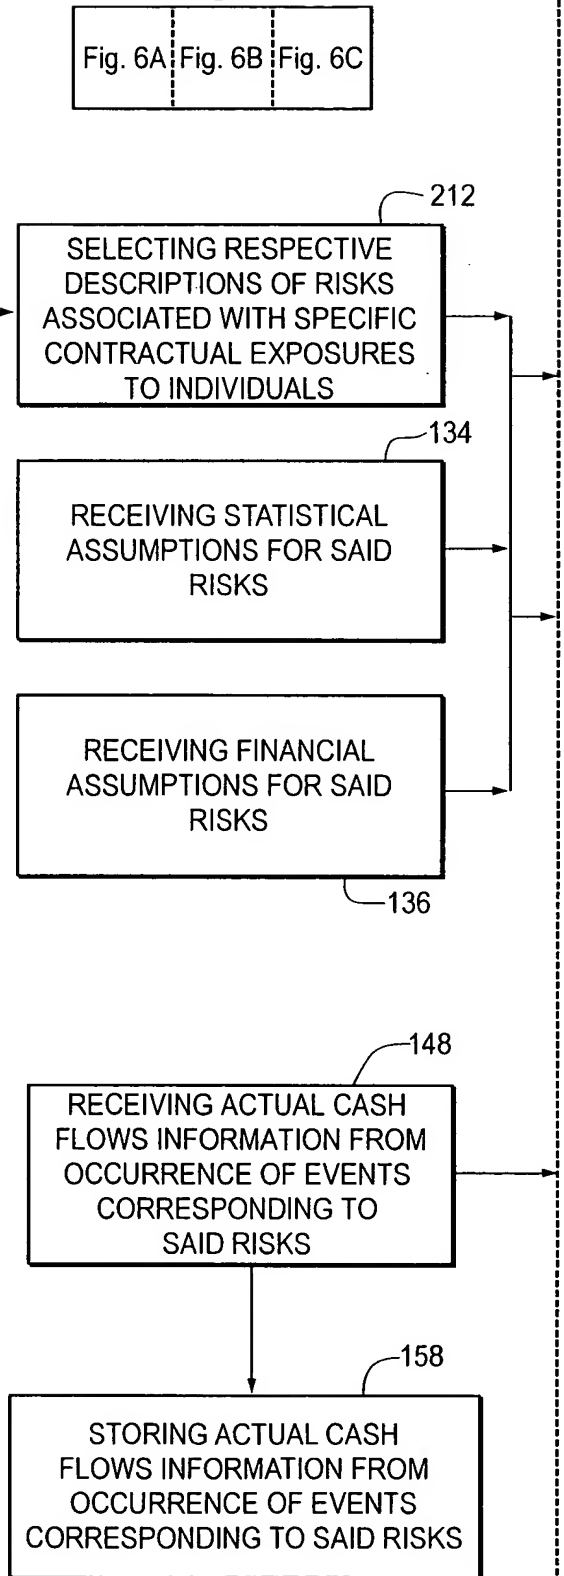 Fig. 6A Fig. 6B Fig. 6C
212
SELECTING RESPECTIVE
DESCRIPTIONS OF RISKS
ASSOCIATED WITH SPECIFIC
CONTRACTUAL EXPOSURES
TO INDIVIDUALS
134
RECEIVING STATISTICAL
ASSUMPTIONS FOR SAID
RISKS
RECEIVING FINANCIAL
ASSUMPTIONS FOR SAID
RISKS
136
148
RECEIVING ACTUAL CASH
FLOWS INFORMATION FROM
OCCURRENCE OF EVENTS
CORRESPONDING TO
SAID RISKS
158
STORING ACTUAL CASH
FLOWS INFORMATION FROM
OCCURRENCE OF EVENTS
CORRESPONDING TO SAID RISKS